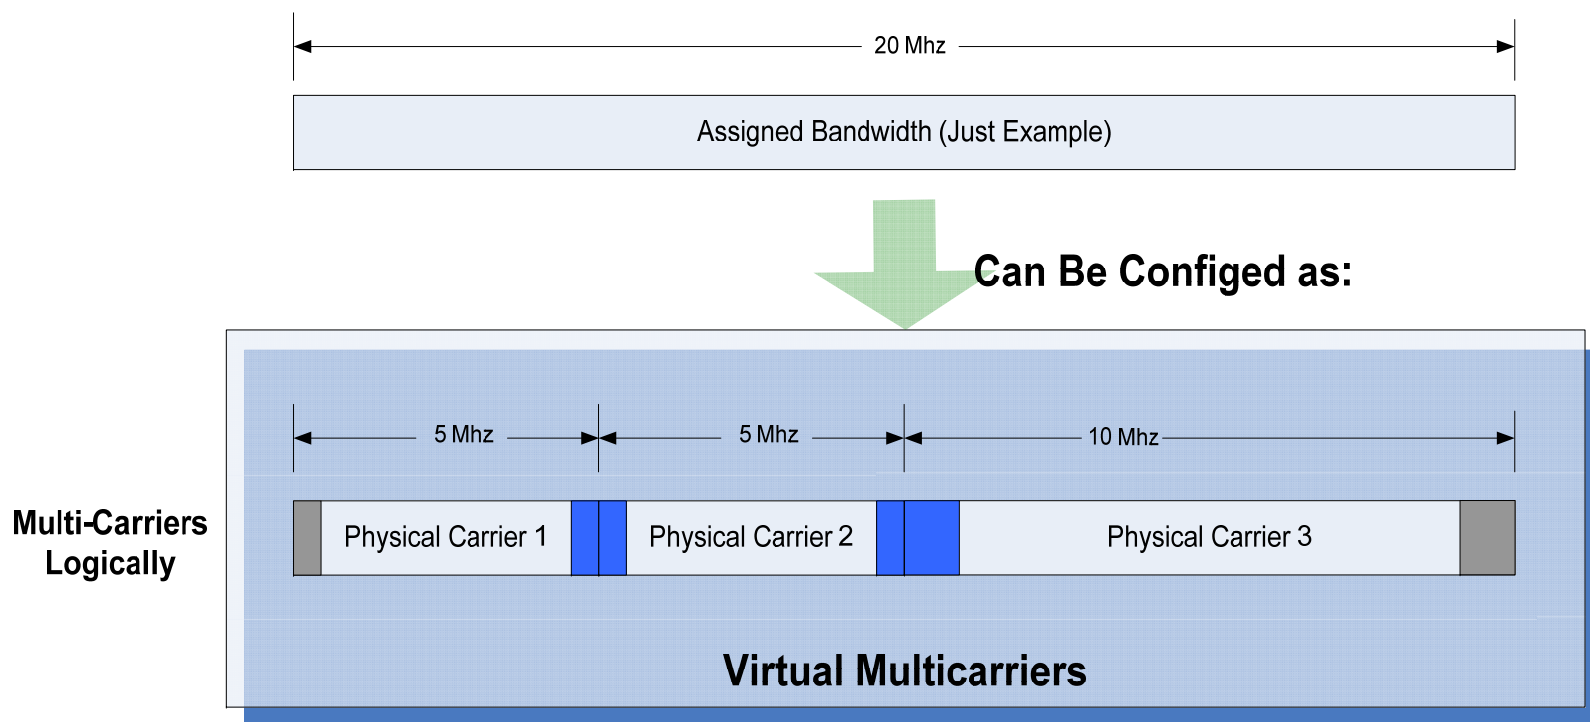 20 Mhz
Assigned Bandwidth (Just Example)
Can Be Configed as:
5 Mhz
5 Mhz
10 Mhz
Multi-Carriers
Logically
Physical Carrier 1
Physical Carrier 2
Physical Carrier 3
Virtual Multicarriers